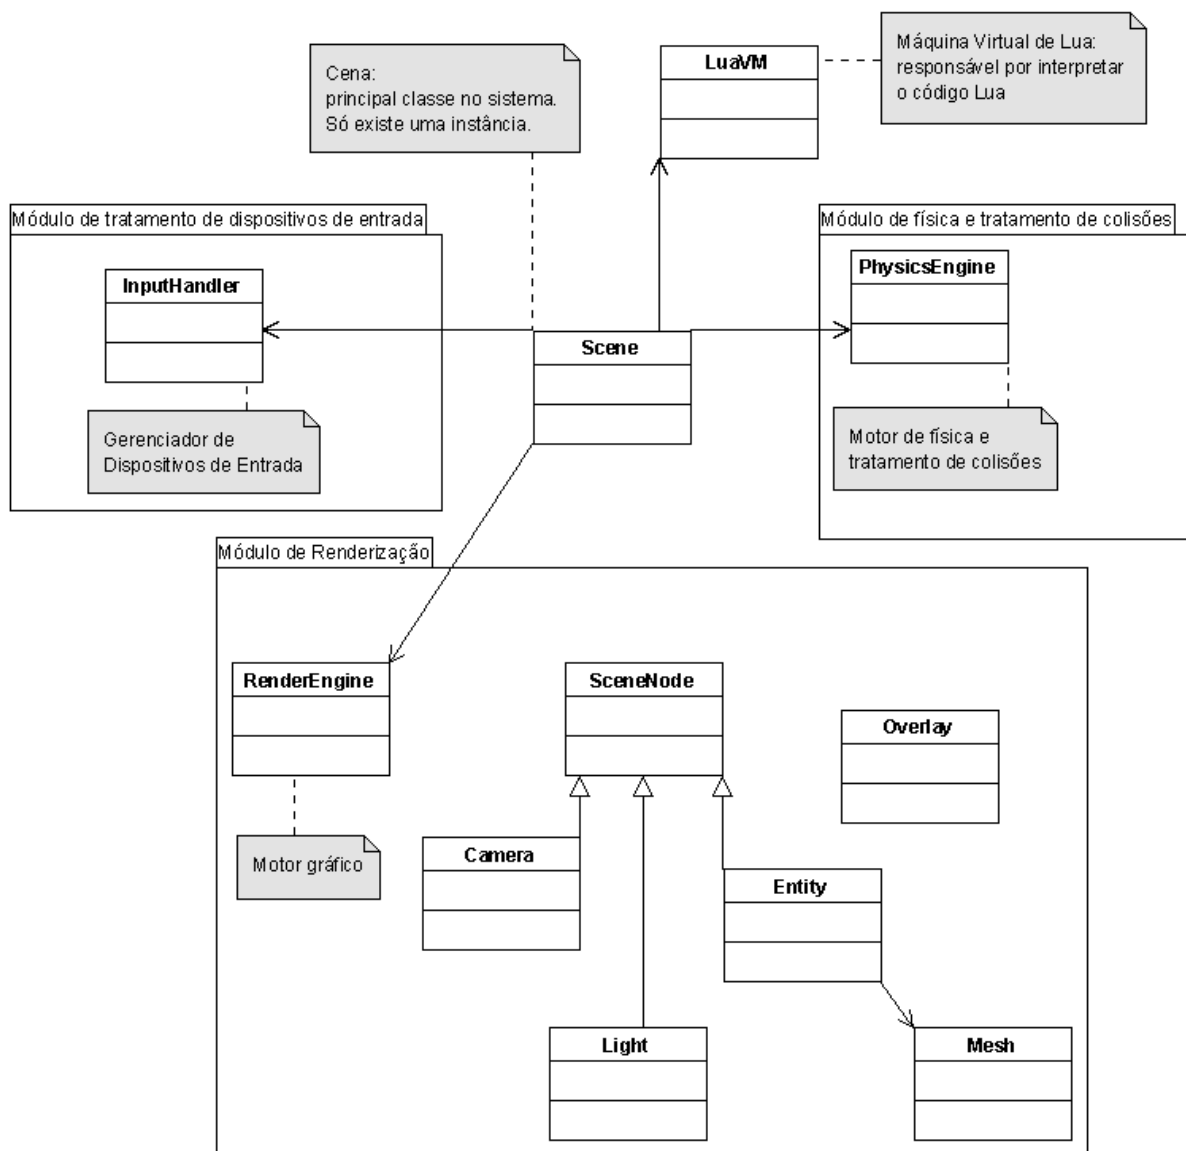 Cena:
principal classe no sistema.
Só existe uma instância.
LuaVM
Máquina Virtual de Lua:
responsável por interpretar
o código Lua
Módulo de tratamento de dispositivos de entrada
InputHandler
Gerenciador de
Dispositivos de Entrada
Scene
Módulo de física e tratamento de colisões
PhysicsEngine
Motor de física e
tratamento de colisões
Módulo de Renderização
RenderEngine
Motor gráfico
SceneNode
Overlay
Camera
Entity
Light
Mesh